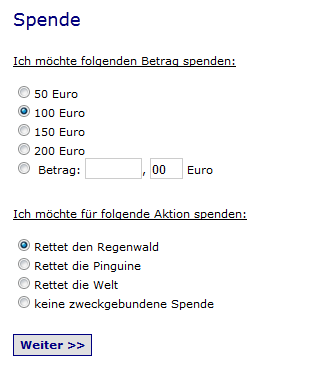 Spende
Ich möchte folgenden Betrag spenden:
50 Euro
100 Euro
150 Euro
200 Euro
Betrag: , 00 Euro
Ich möchte für folgende Aktion spenden:
Rettet den Regenwald
Rettet die Pinguine
Rettet die Welt
keine zweckgebundene Spende
Weiter >>